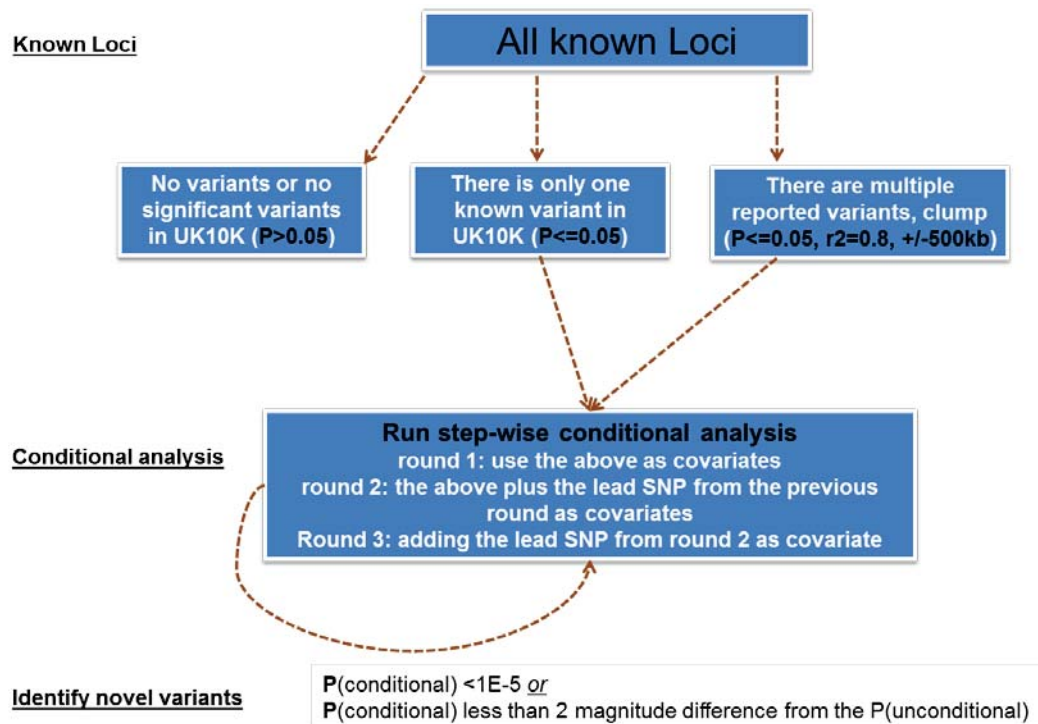 Known Loci
All known Loci
No variants or no
significant variants
in UK10K (P>0.05)
There is only one
known variant in
UK10K (P<=0.05)
There are multiple
reported variants, clump
(P<=0.05, r2=0.8, +/-500kb)
Conditional analysis
Run step-wise conditional analysis
round 1: use the above as covariates
round 2: the above plus the lead SNP from the previous
round as covariates
Round 3: adding the lead SNP from round 2 as covariate
Identify novel variants
P(conditional) <1E-5 or
P(conditional) less than 2 magnitude difference from the P(unconditional)